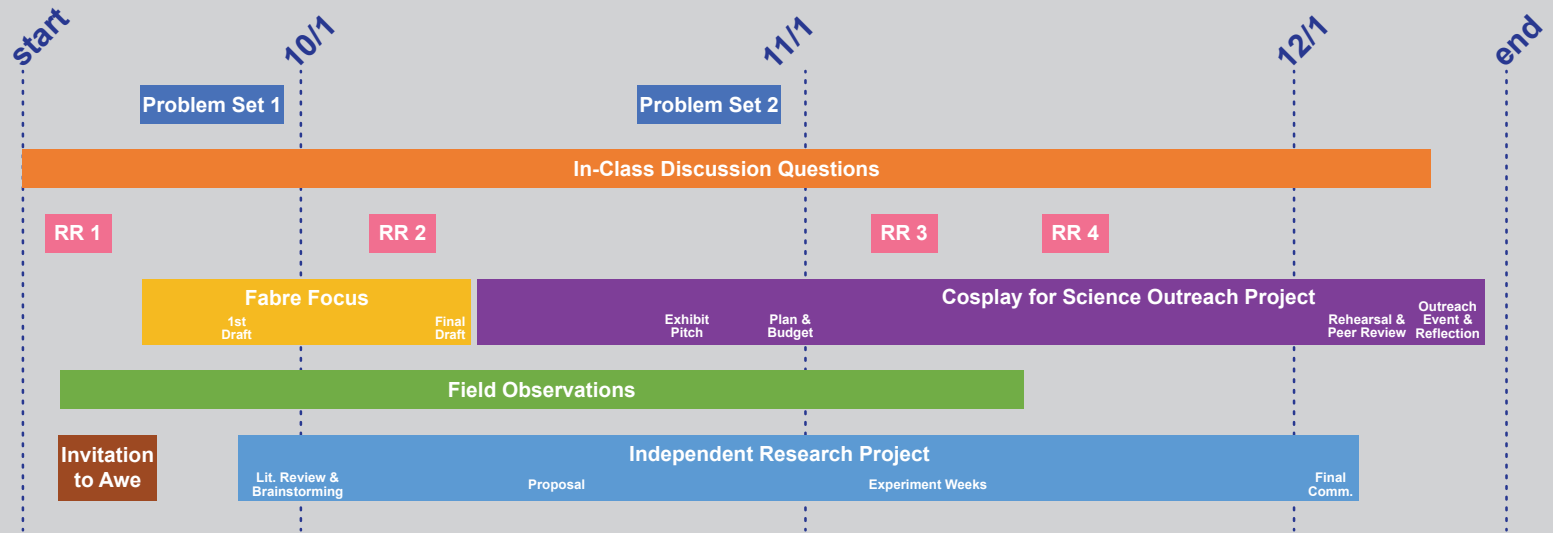 start
10/1
11/1
12/1
end
Problem Set 1
Problem Set 2
In-Class Discussion Questions
RR 1
RR 2
RR 3
RR 4
Fabre Focus
1st
Draft
Final
Draft
Cosplay for Science Outreach Project
Exhibit
Pitch
Plan &
Budget
Rehearsal &
Peer Review
Outreach
Event &
Reflection
Field Observations
Invitation
to Awe
Independent Research Project
Lit. Review &
Brainstorming
Proposal
Experiment Weeks
Final
Comm.